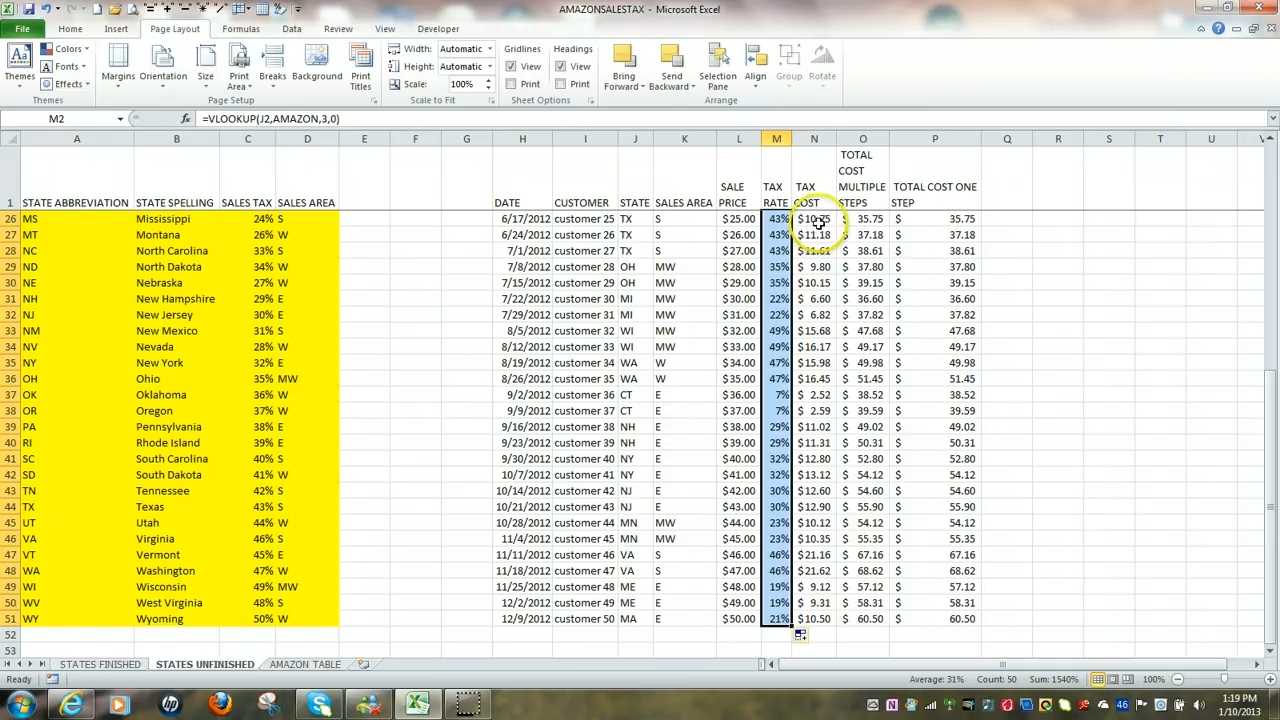 AMAZONSALESTAX - Microsoft Excel
File Home Insert Page Layout Formulas Data Review View Developer
Colors Fonts Effects Themes Margins Orientation Size Print Area Breaks Background Print Titles Width: Automatic Height: Automatic Scale: 100% Gridlines View Print Headings View Print Bring Forward Send Backward Selection Pane Align Group Rotate
Themes Page Setup Scale to Fit Sheet Options Arrange
M2 fx =VLOOKUP(J2,AMAZON,3,0)
A B C D E F G H I J K L M N O P Q R S T U V
1 STATE ABBREVIATION STATE SPELLING SALES TAX SALES AREA DATE CUSTOMER STATE SALES AREA SALE PRICE TAX RATE TAX COST TOTAL COST MULTIPLE STEPS TOTAL COST ONE STEP
26 MS Mississippi 24% S 6/17/2012 customer 25 TX S $25.00 43% $10.75 $ 35.75 $ 35.75
27 MT Montana 26% W 6/24/2012 customer 26 TX S $26.00 43% $11.18 $ 37.18 $ 37.18
28 NC North Carolina 33% S 7/1/2012 customer 27 TX S $27.00 43% $11.61 $ 38.61 $ 38.61
29 ND North Dakota 34% W 7/8/2012 customer 28 OH MW $28.00 35% $ 9.80 $ 37.80 $ 37.80
30 NE Nebraska 27% W 7/15/2012 customer 29 OH MW $29.00 35% $10.15 $ 39.15 $ 39.15
31 NH New Hampshire 29% E 7/22/2012 customer 30 MI MW $30.00 22% $ 6.60 $ 36.60 $ 36.60
32 NJ New Jersey 30% E 7/29/2012 customer 31 MI MW $31.00 22% $ 6.82 $ 37.82 $ 37.82
33 NM New Mexico 31% S 8/5/2012 customer 32 WI MW $32.00 49% $15.68 $ 47.68 $ 47.68
34 NV Nevada 28% W 8/12/2012 customer 33 WI MW $33.00 49% $16.17 $ 49.17 $ 49.17
35 NY New York 32% E 8/19/2012 customer 34 WA W $34.00 47% $15.98 $ 49.98 $ 49.98
36 OH Ohio 35% MW 8/26/2012 customer 35 WA W $35.00 47% $16.45 $ 51.45 $ 51.45
37 OK Oklahoma 36% W 9/2/2012 customer 36 CT E $36.00 7% $ 2.52 $ 38.52 $ 38.52
38 OR Oregon 37% W 9/9/2012 customer 37 CT E $37.00 7% $ 2.59 $ 39.59 $ 39.59
39 PA Pennsylvania 38% E 9/16/2012 customer 38 NH E $38.00 29% $11.02 $ 49.02 $ 49.02
40 RI Rhode Island 39% E 9/23/2012 customer 39 NH E $39.00 29% $11.31 $ 50.31 $ 50.31
41 SC South Carolina 40% S 9/30/2012 customer 40 NY E $40.00 32% $12.80 $ 52.80 $ 52.80
42 SD South Dakota 41% W 10/7/2012 customer 41 NY E $41.00 32% $13.12 $ 54.12 $ 54.12
43 TN Tennessee 42% S 10/14/2012 customer 42 NJ E $42.00 30% $12.60 $ 54.60 $ 54.60
44 TX Texas 43% S 10/21/2012 customer 43 NJ E $43.00 30% $12.90 $ 55.90 $ 55.90
45 UT Utah 44% W 10/28/2012 customer 44 MN MW $44.00 23% $10.12 $ 54.12 $ 54.12
46 VA Virginia 46% S 11/4/2012 customer 45 MN MW $45.00 23% $10.35 $ 55.35 $ 55.35
47 VT Vermont 45% E 11/11/2012 customer 46 VA S $46.00 46% $21.16 $ 67.16 $ 67.16
48 WA Washington 47% W 11/18/2012 customer 47 VA S $47.00 46% $21.62 $ 68.62 $ 68.62
49 WI Wisconsin 49% MW 11/25/2012 customer 48 ME E $48.00 19% $ 9.12 $ 57.12 $ 57.12
50 WV West Virginia 48% S 12/2/2012 customer 49 ME E $49.00 19% $ 9.31 $ 58.31 $ 58.31
51 WY Wyoming 50% W 12/9/2012 customer 50 MA E $50.00 21% $10.50 $ 60.50 $ 60.50
52
53
STATES FINISHED STATES UNFINISHED AMAZON TABLE
Ready Average: 31% Count: 50 Sum: 1540% 100%
46 1:19 PM
1/10/2013